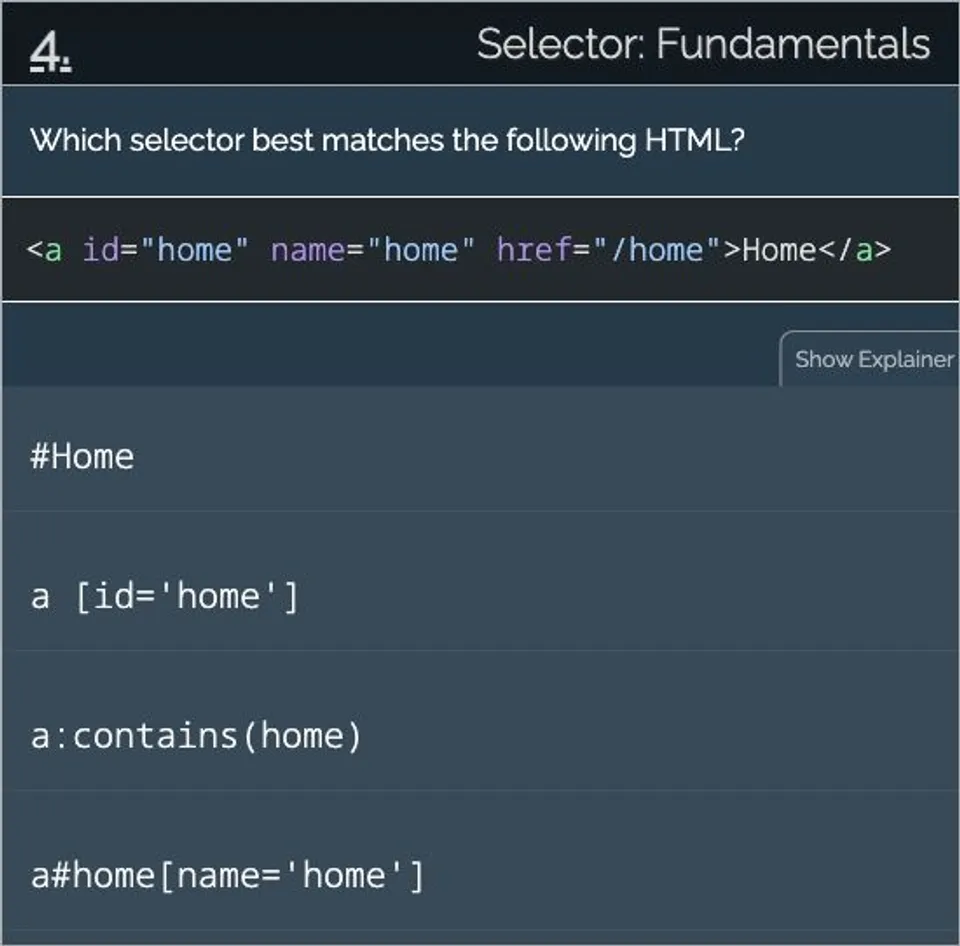 4.
Selector: Fundamentals
Which selector best matches the following HTML?
<a id="home" name="home" href="/home">Home</a>
Show Explainer
#Home
a [id='home']
a:contains(home)
a#home[name='home']